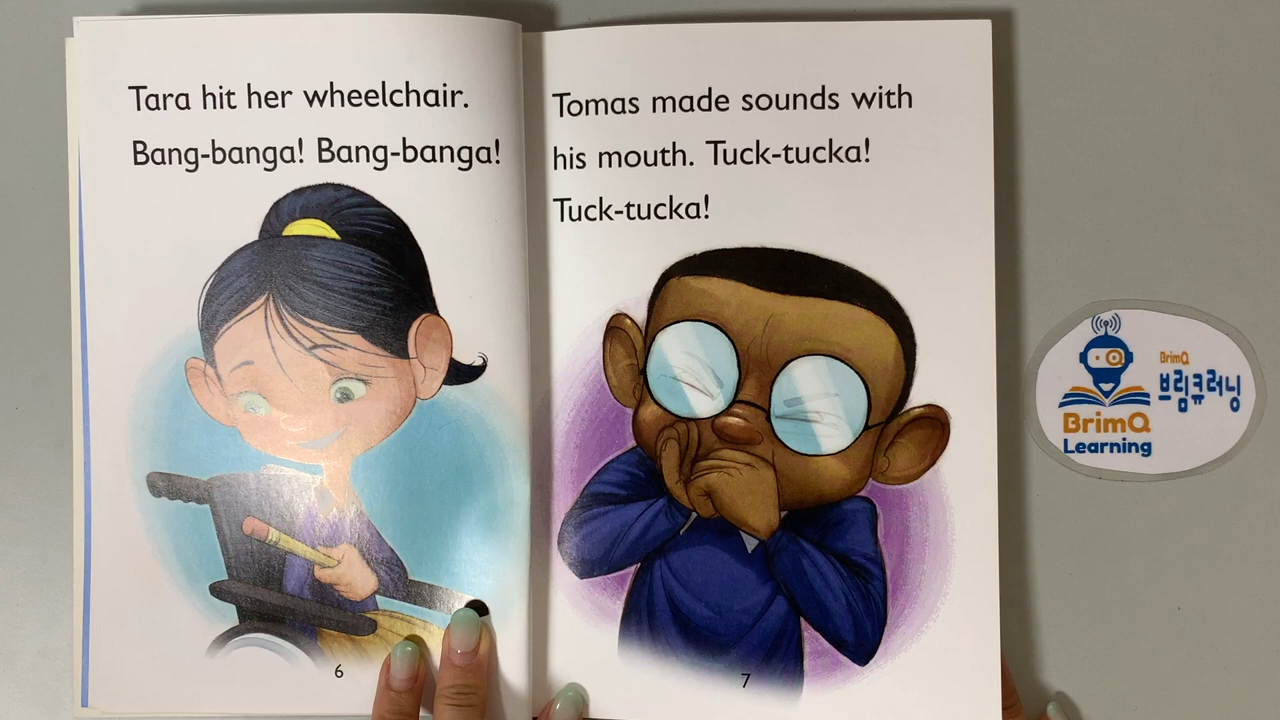 Tara hit her wheelchair.
Bang-banga! Bang-banga!
6
Tomas made sounds with
his mouth. Tuck-tucka!
Tuck-tucka!
7
BrimQ
브림큐러닝
BrimQ
Learning